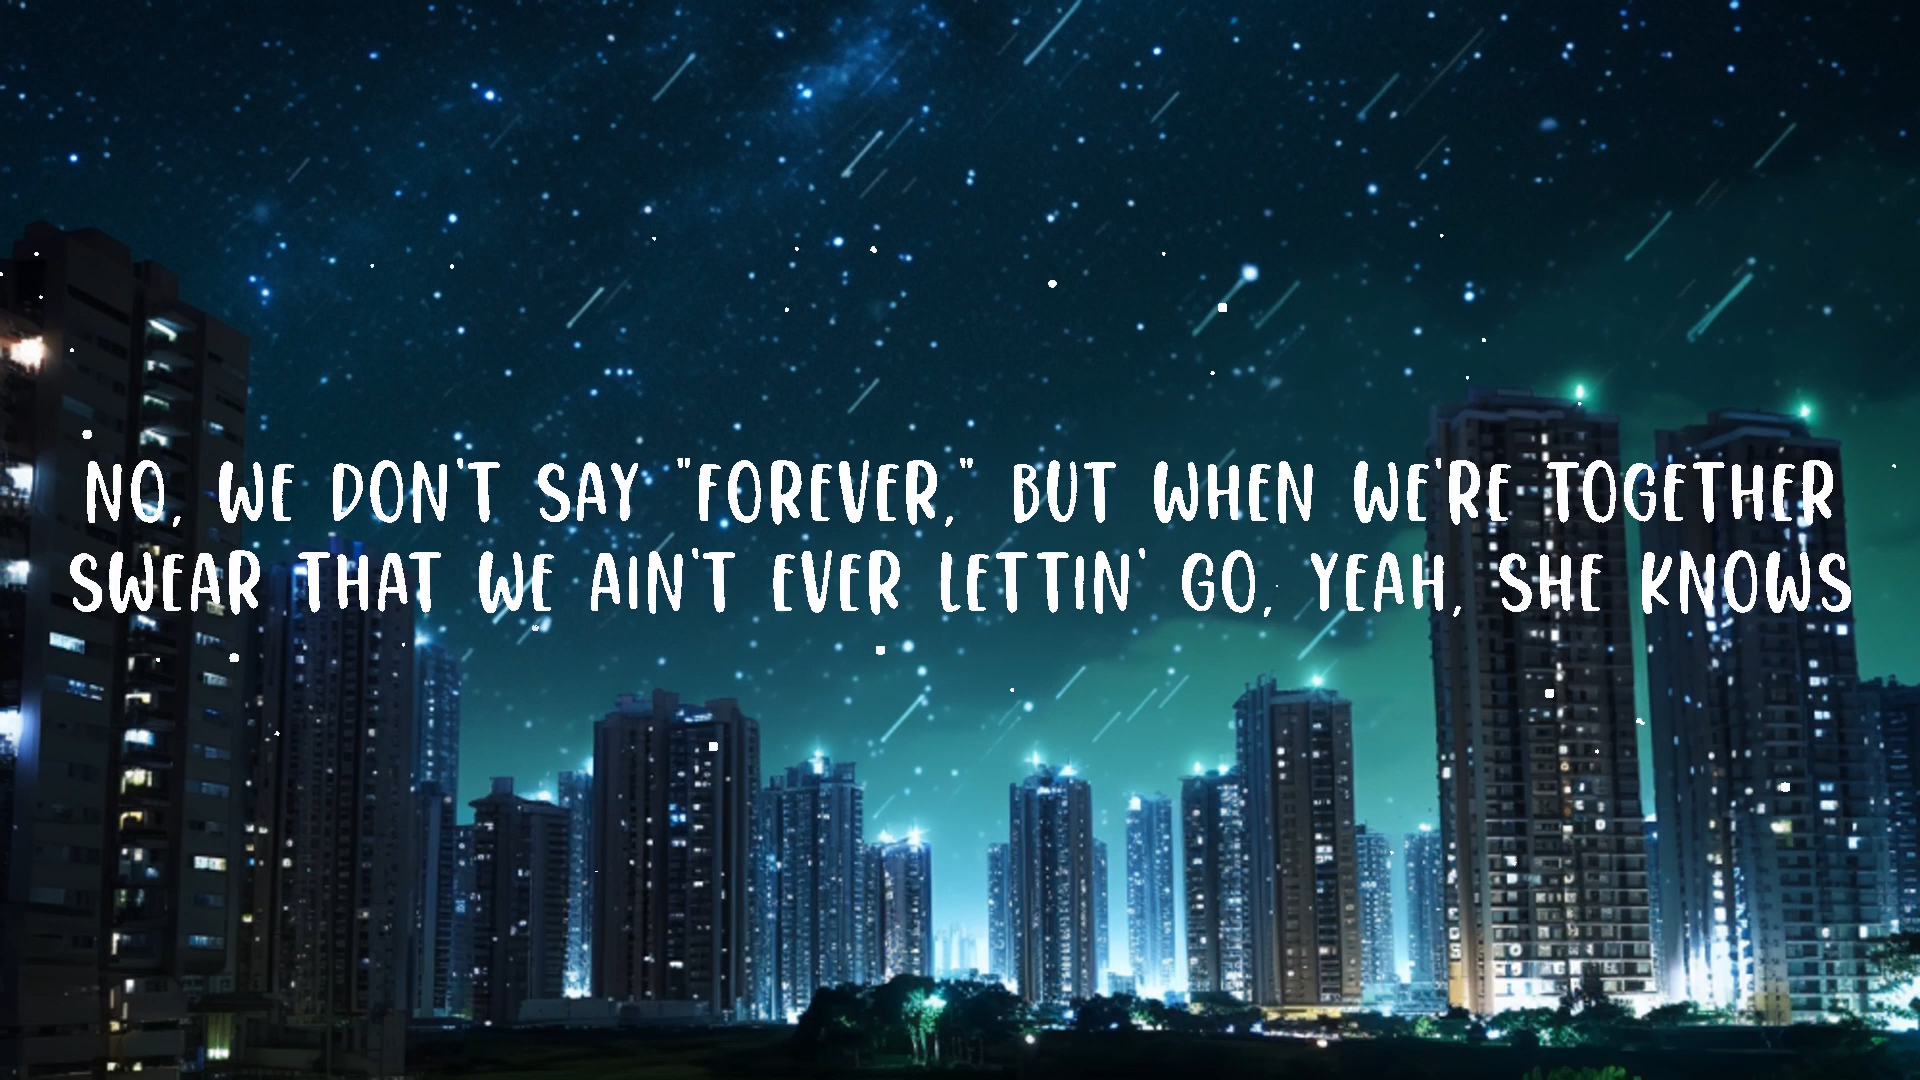 NO, WE DON'T SAY "FOREVER," BUT WHEN WE'RE TOGETHER
SWEAR THAT WE AIN'T EVER LETTIN' GO, YEAH, SHE KNOWS